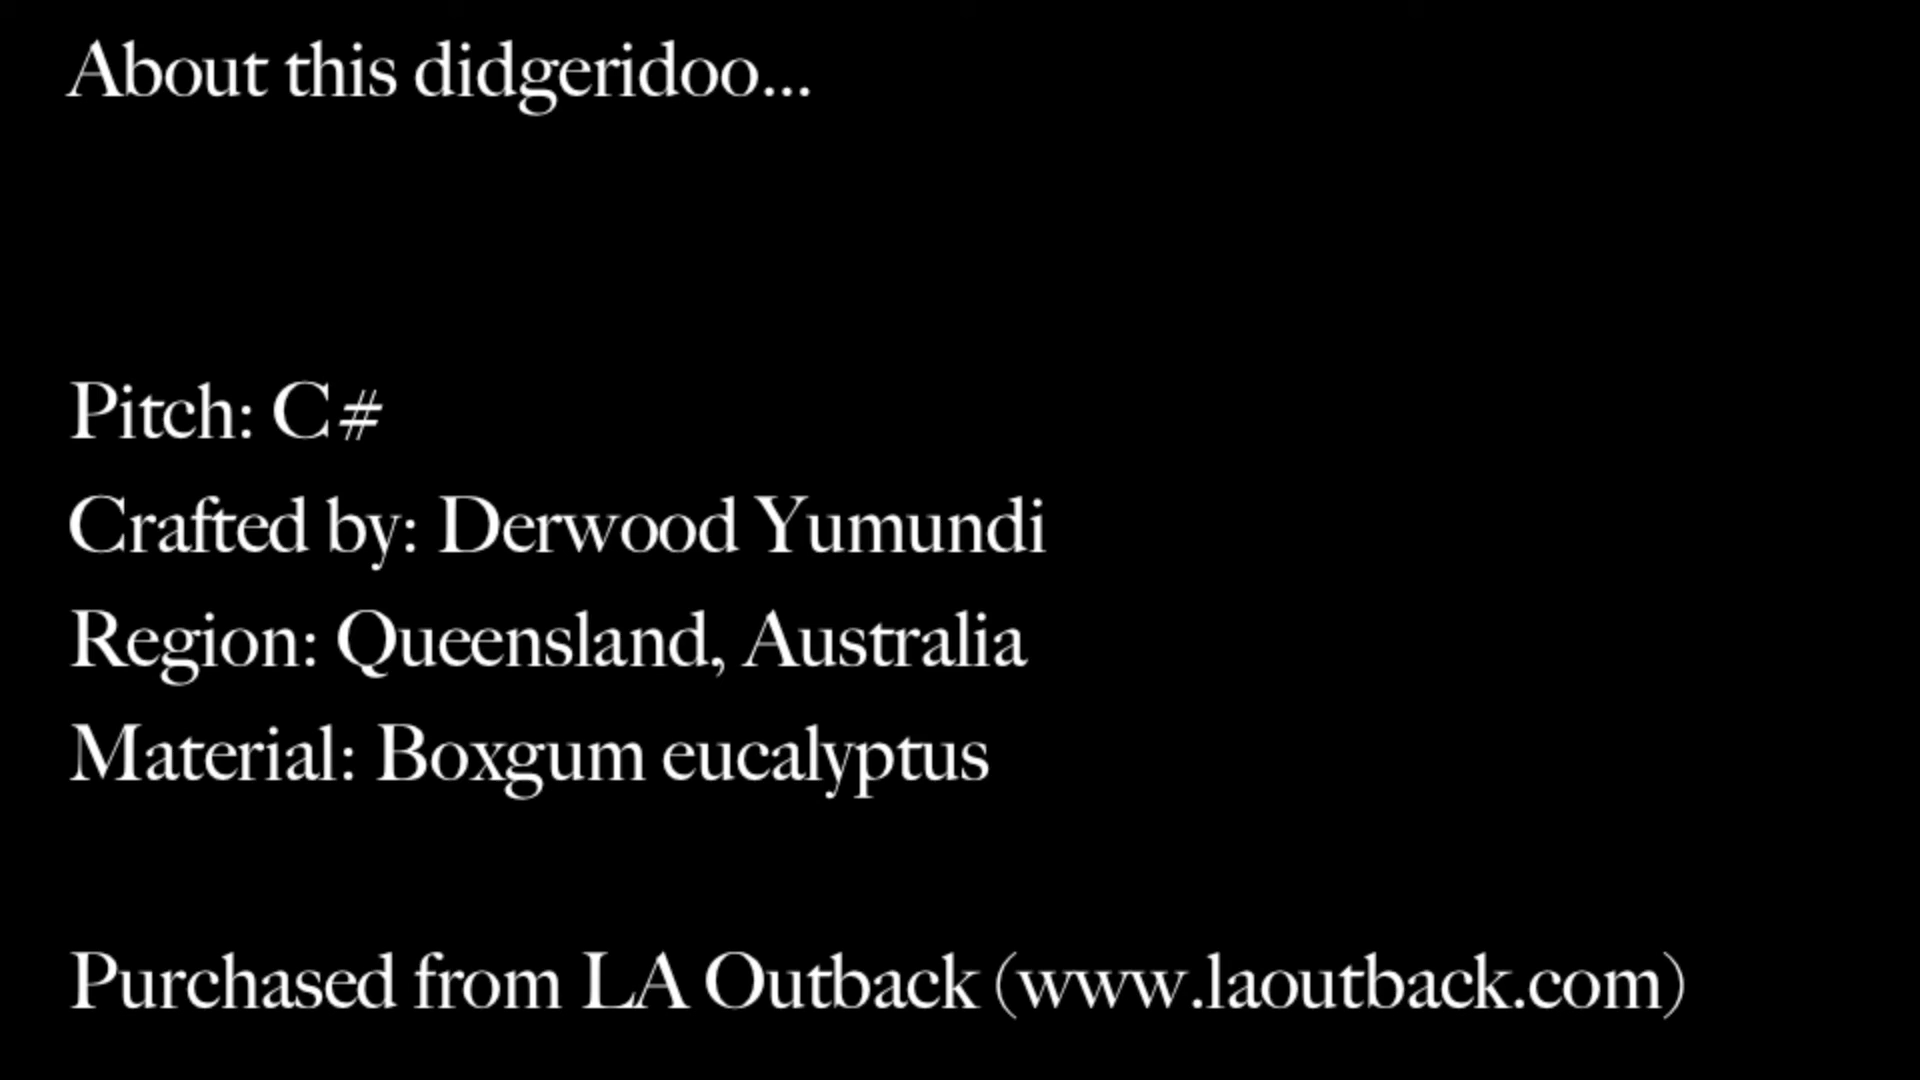 About this didgeridoo...
Pitch: C#
Crafted by: Derwood Yumundi
Region: Queensland, Australia
Material: Boxgum eucalyptus
Purchased from LA Outback (www.laoutback.com)